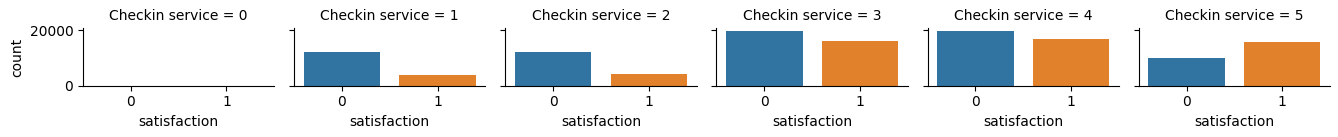 Checkin service = 0
Checkin service = 1
Checkin service = 2
Checkin service = 3
Checkin service = 4
Checkin service = 5
20000
count
0
0 1
0 1
0 1
0 1
0 1
0 1
satisfaction
satisfaction
satisfaction
satisfaction
satisfaction
satisfaction